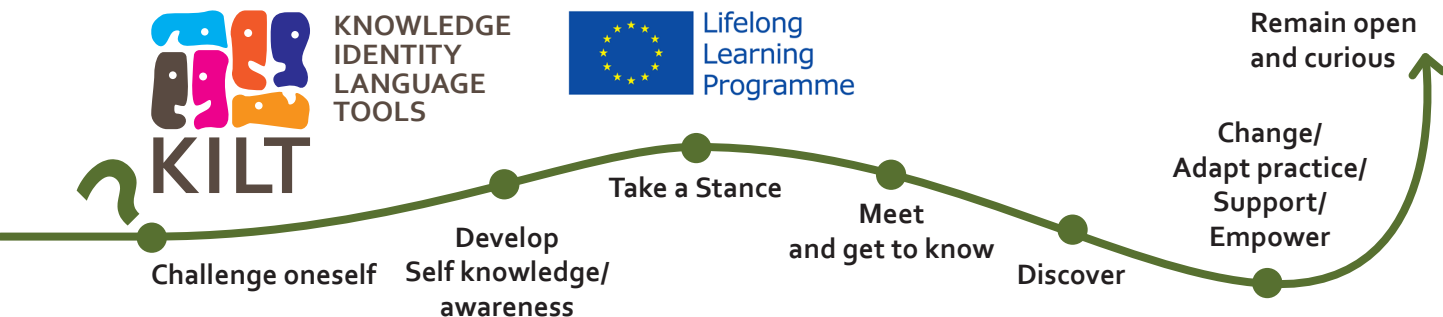 KILT
KNOWLEDGE
IDENTITY
LANGUAGE
TOOLS
Lifelong
Learning
Programme
?
Challenge oneself
Develop
Self knowledge/
awareness
Take a Stance
Meet
and get to know
Discover
Change/
Adapt practice/
Support/
Empower
Remain open
and curious